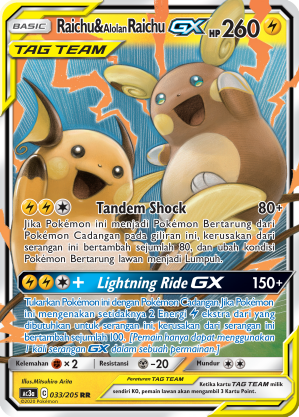 BASIC Raichu&Alolan Raichu GX HP 260
TAG TEAM
Tandem Shock 80+
Jika Pokémon ini menjadi Pokémon Bertarung dari
Pokémon Cadangan pada giliran ini, kerusakan dari
serangan ini bertambah sejumlah 80, dan ubah kondisi
Pokémon Bertarung lawan menjadi Lumpuh.
+ Lightning Ride GX 150+
Tukarkan Pokémon ini dengan Pokémon Cadangan. Jika Pokémon
ini mengenakan setidaknya 2 Energi ekstra dari yang
dibutuhkan untuk serangan ini, kerusakan dari serangan ini
bertambah sejumlah 100. [Pemain hanya dapat menggunakan
1 kali serangan GX dalam sebuah permainan.]
Kelemahan ×2 Resistansi -20 Mundur
Illus. Mitsuhiro Arita
Peraturan TAG TEAM
Ketika kartu TAG TEAM milik
sendiri KO, pemain lawan akan mengambil 3 Kartu Point.
AC2a G 033/205 RR
©2020 Pokémon